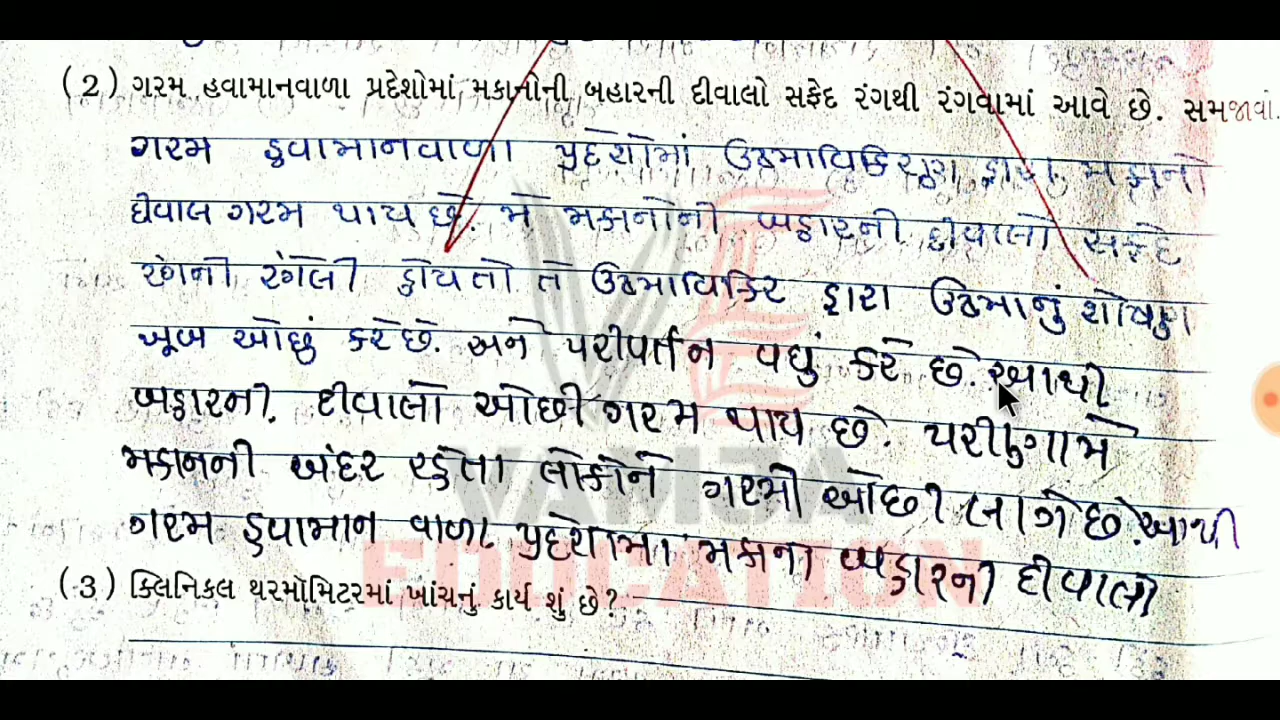 (2) ગરમ હવામાનવાળા પ્રદેશોમાં મકાનોની બહારની દીવાલો સફેદ રંગથી રંગવામાં આવે છે. સમજાવો.
ગરમ હવામાનવાળા પ્રદેશોમાં ઉષ્માવિકિરણ દ્વારા મકાનની
દીવાલ ગરમ થાય છે. જો મકાનોની બહારની દીવાલો સફેદ
રંગની રંગેલી હોય તો તે ઉષ્માવિકિર દ્વારા ઉષ્માનું શોષણ
ખૂબ ઓછું કરે છે. અને પરીવર્તન વધું કરે છે. આથી
બહારની. દીવાલો ઓછી ગરમ થાય છે. પરીણામે
મકાનની અંદર રહેતા લોકોને ગરમી ઓછી લાગે છે. આથી
ગરમ હવામાન વાળા પ્રદેશોમાં મકાના બહારની દીવાલો
(3) ક્લિનિકલ થરમૉમિટરમાં ખાંચનું કાર્ય શું છે?
VAMJA
EDUCATION